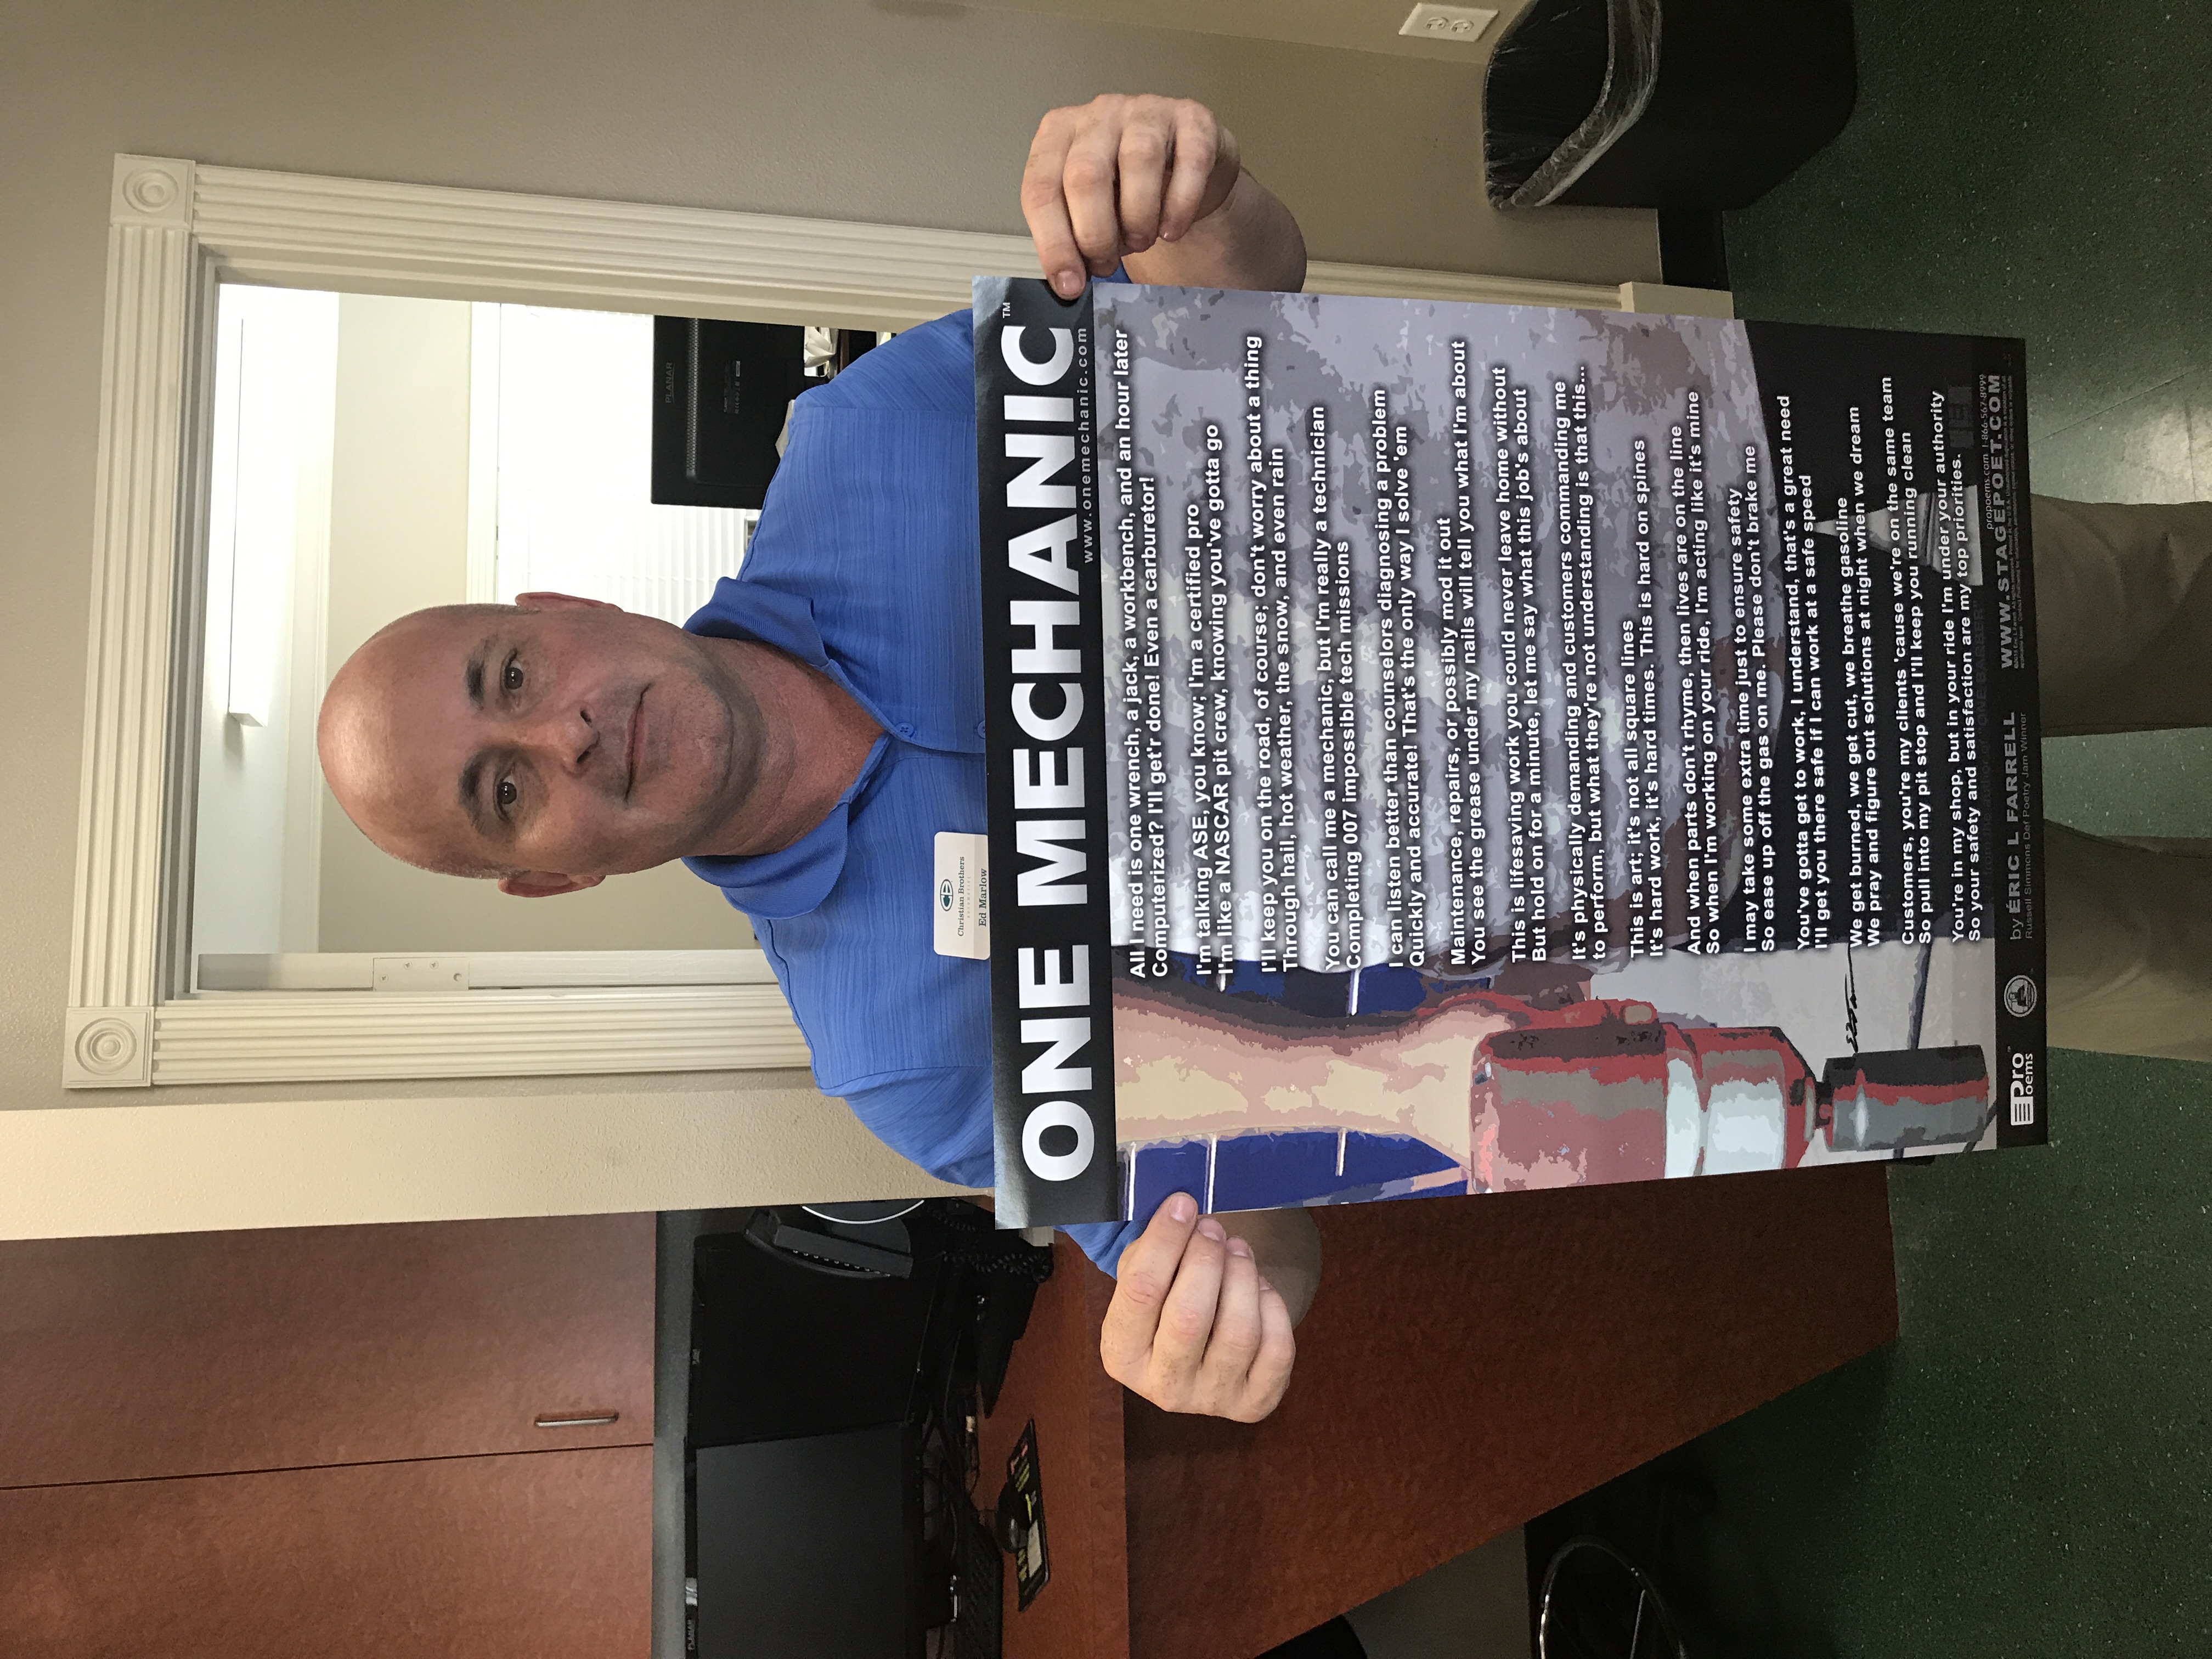 PLANAR
Christian Brothers
AUTOMOTIVE
Ed Marlow
ONE MECHANIC™
www.onemechanic.com
All I need is one wrench, a jack, a workbench, and an hour later
Computerized? I'll get'r done! Even a carburetor!
I'm talking ASE, you know; I'm a certified pro
I'm like a NASCAR pit crew, knowing you've gotta go
I'll keep you on the road, of course; don't worry about a thing
Through hail, hot weather, the snow, and even rain
You can call me a mechanic, but I'm really a technician
Completing 007 impossible tech missions
I can listen better than counselors diagnosing a problem
Quickly and accurate! That's the only way I solve 'em
Maintenance, repairs, or possibly mod it out
You see the grease under my nails will tell you what I'm about
This is lifesaving work you could never leave home without
But hold on for a minute, let me say what this job's about
It's physically demanding and customers commanding me
to perform, but what they're not understanding is that this...
This is art; it's not all square lines
It's hard work, it's hard times. This is hard on spines
And when parts don't rhyme, then lives are on the line
So when I'm working on your ride, I'm acting like it's mine
I may take some extra time just to ensure safety
So ease up off the gas on me. Please don't brake me
You've gotta get to work, I understand, that's a great need
I'll get you there safe if I can work at a safe speed
We get burned, we get cut, we breathe gasoline
We pray and figure out solutions at night when we dream
Customers, you're my clients 'cause we're on the same team
So pull into my pit stop and I'll keep you running clean
You're in my shop, but in your ride I'm under your authority
So your safety and satisfaction are my top priorities.
propoems.com 1-866-567-8999
Pro
oems™
by ERIC L FARRELL
Russell Simmons Def Poetry Jam Winner
WWW.STAGEPOET.COM
PLANAR